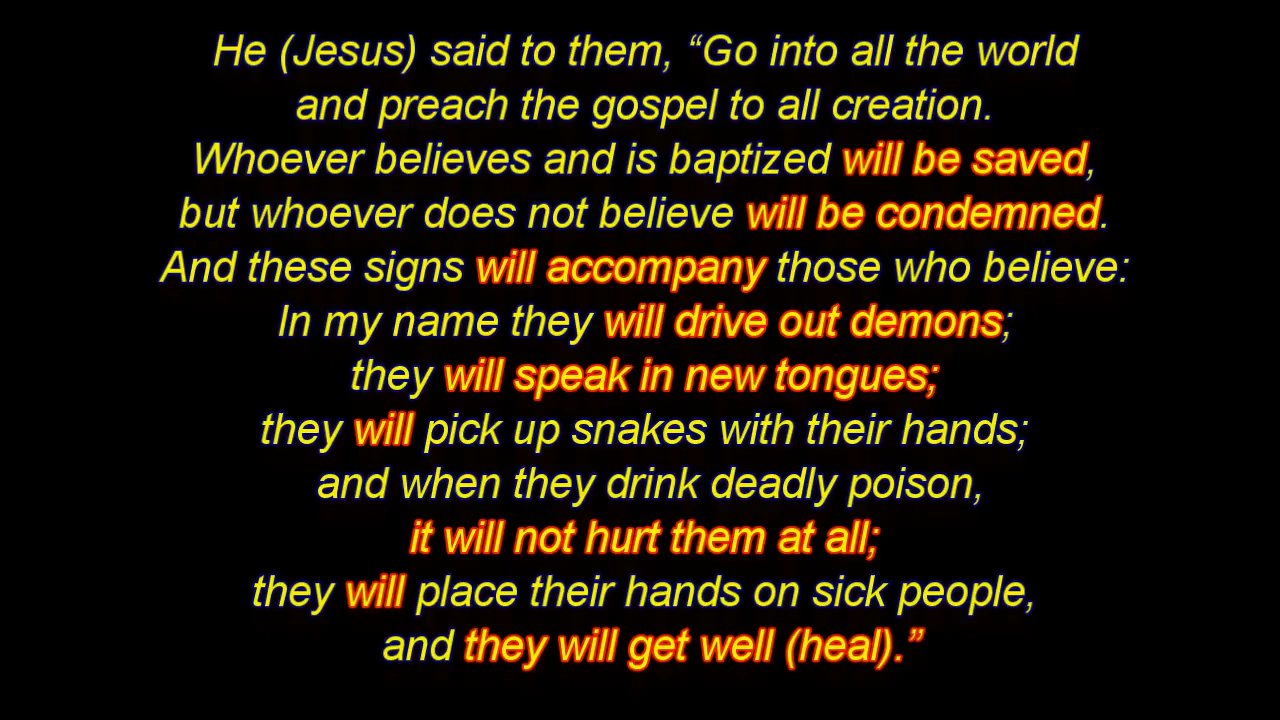 He (Jesus) said to them, “Go into all the world
and preach the gospel to all creation.
Whoever believes and is baptized will be saved,
but whoever does not believe will be condemned.
And these signs will accompany those who believe:
In my name they will drive out demons;
they will speak in new tongues;
they will pick up snakes with their hands;
and when they drink deadly poison,
it will not hurt them at all;
they will place their hands on sick people,
and they will get well (heal).”